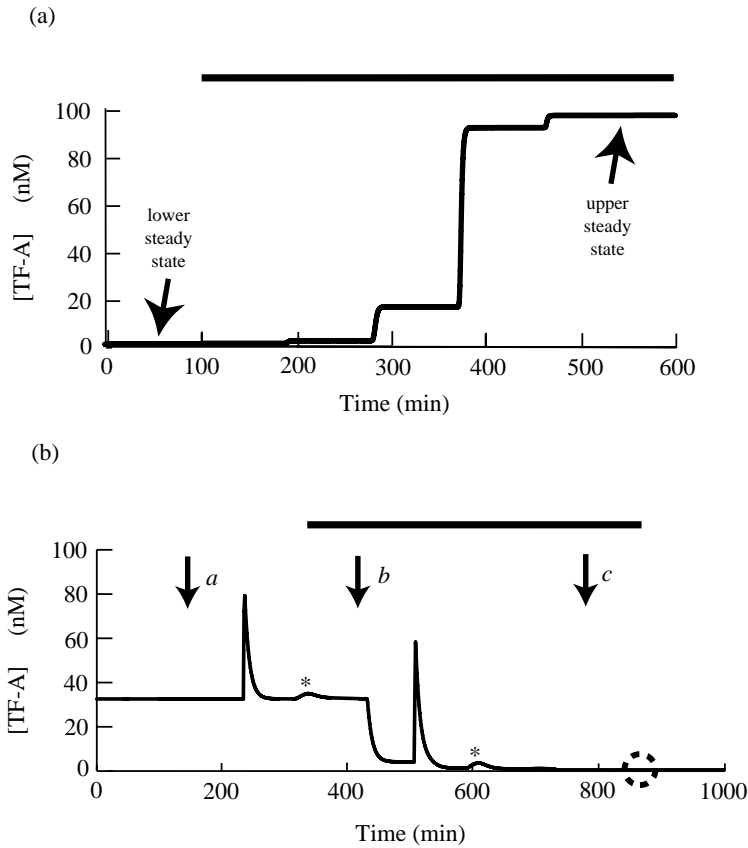 (a)
[TF-A] (nM)
100
80
60
40
20
0
lower
steady
state
upper
steady
state
0 100 200 300 400 500 600
Time (min)
(b)
[TF-A] (nM)
100
80
60
40
20
0
a
b
c
*
*
0 200 400 600 800 1000
Time (min)